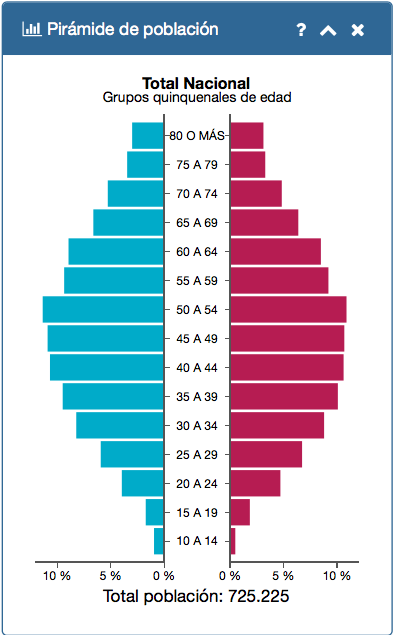 Pirámide de población ?
Total Nacional
Grupos quinquenales de edad
80 O MÁS
75 A 79
70 A 74
65 A 69
60 A 64
55 A 59
50 A 54
45 A 49
40 A 44
35 A 39
30 A 34
25 A 29
20 A 24
15 A 19
10 A 14
10 % 5 % 0 % 0 % 5 % 10 %
Total población: 725.225